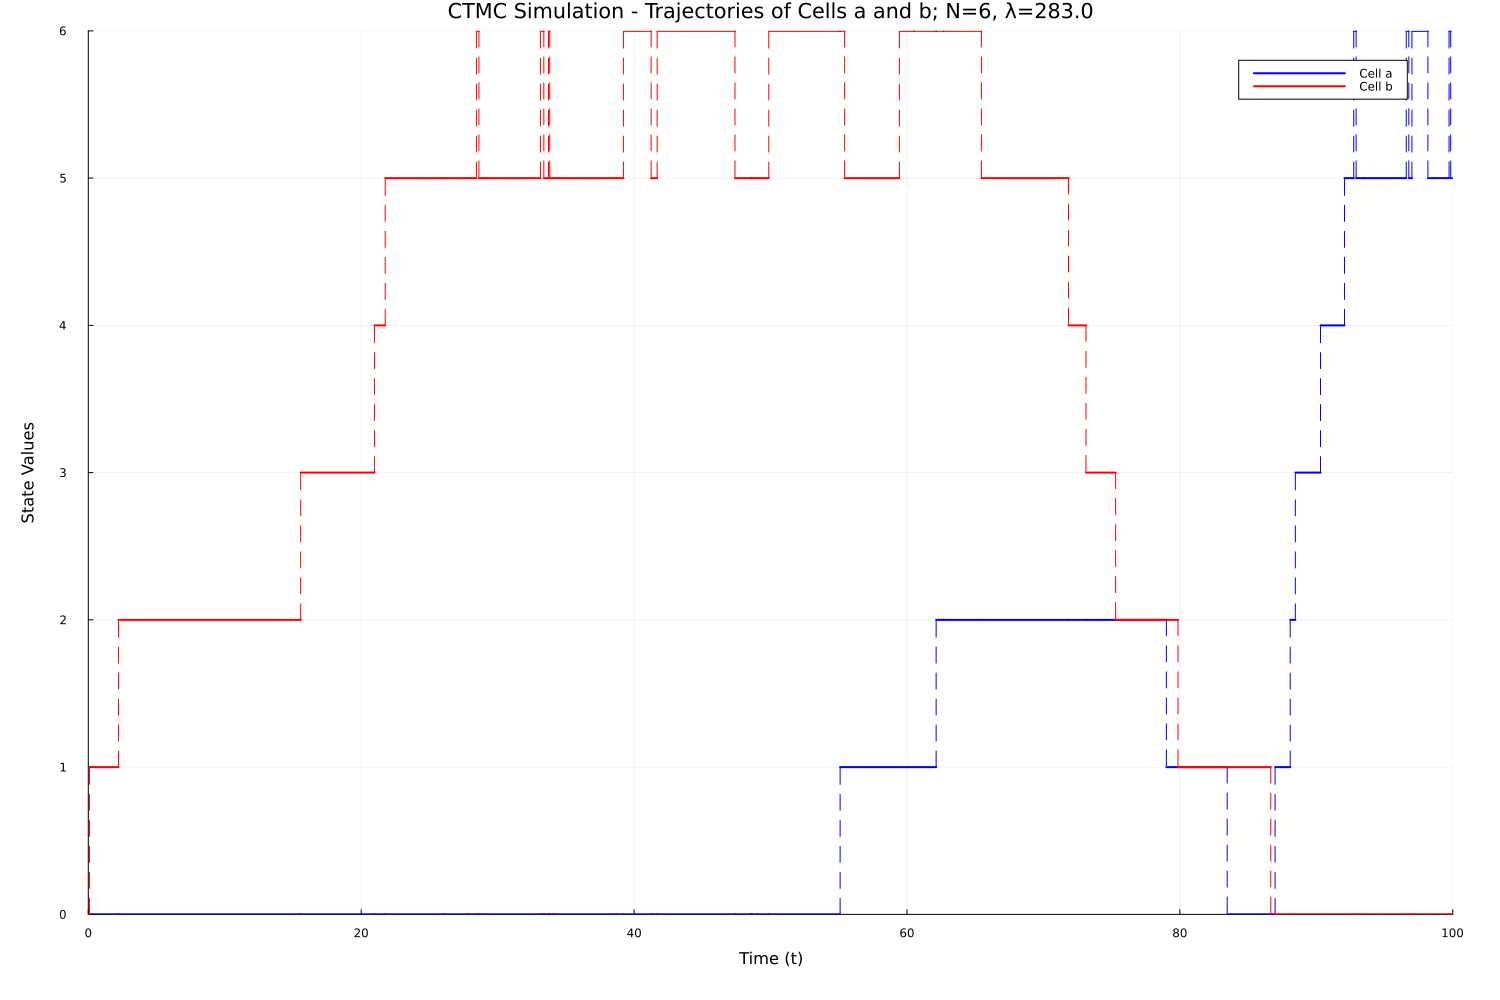 CTMC Simulation - Trajectories of Cells a and b; N=6, λ=283.0
6
5
4
3
2
1
0
State Values
Cell a
Cell b
0 20 40 60 80 100
Time (t)